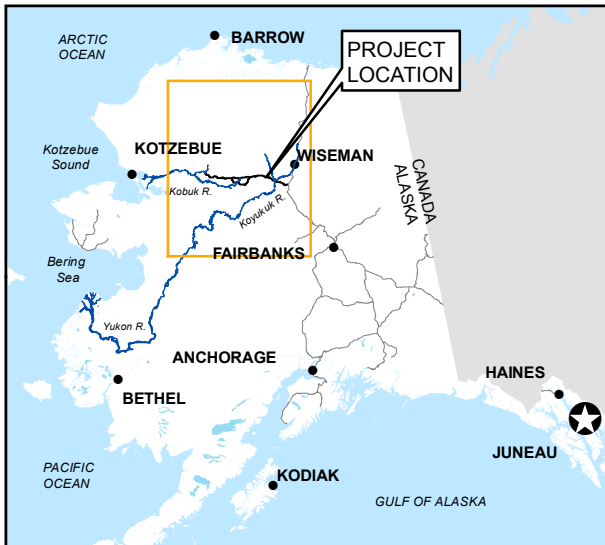 ARCTIC
OCEAN
BARROW
PROJECT
LOCATION
Kotzebue
Sound
KOTZEBUE
WISEMAN
Kobuk R.
Koyukuk R.
CANADA
ALASKA
Bering
Sea
FAIRBANKS
Yukon R.
ANCHORAGE
BETHEL
HAINES
JUNEAU
PACIFIC
OCEAN
KODIAK
GULF OF ALASKA